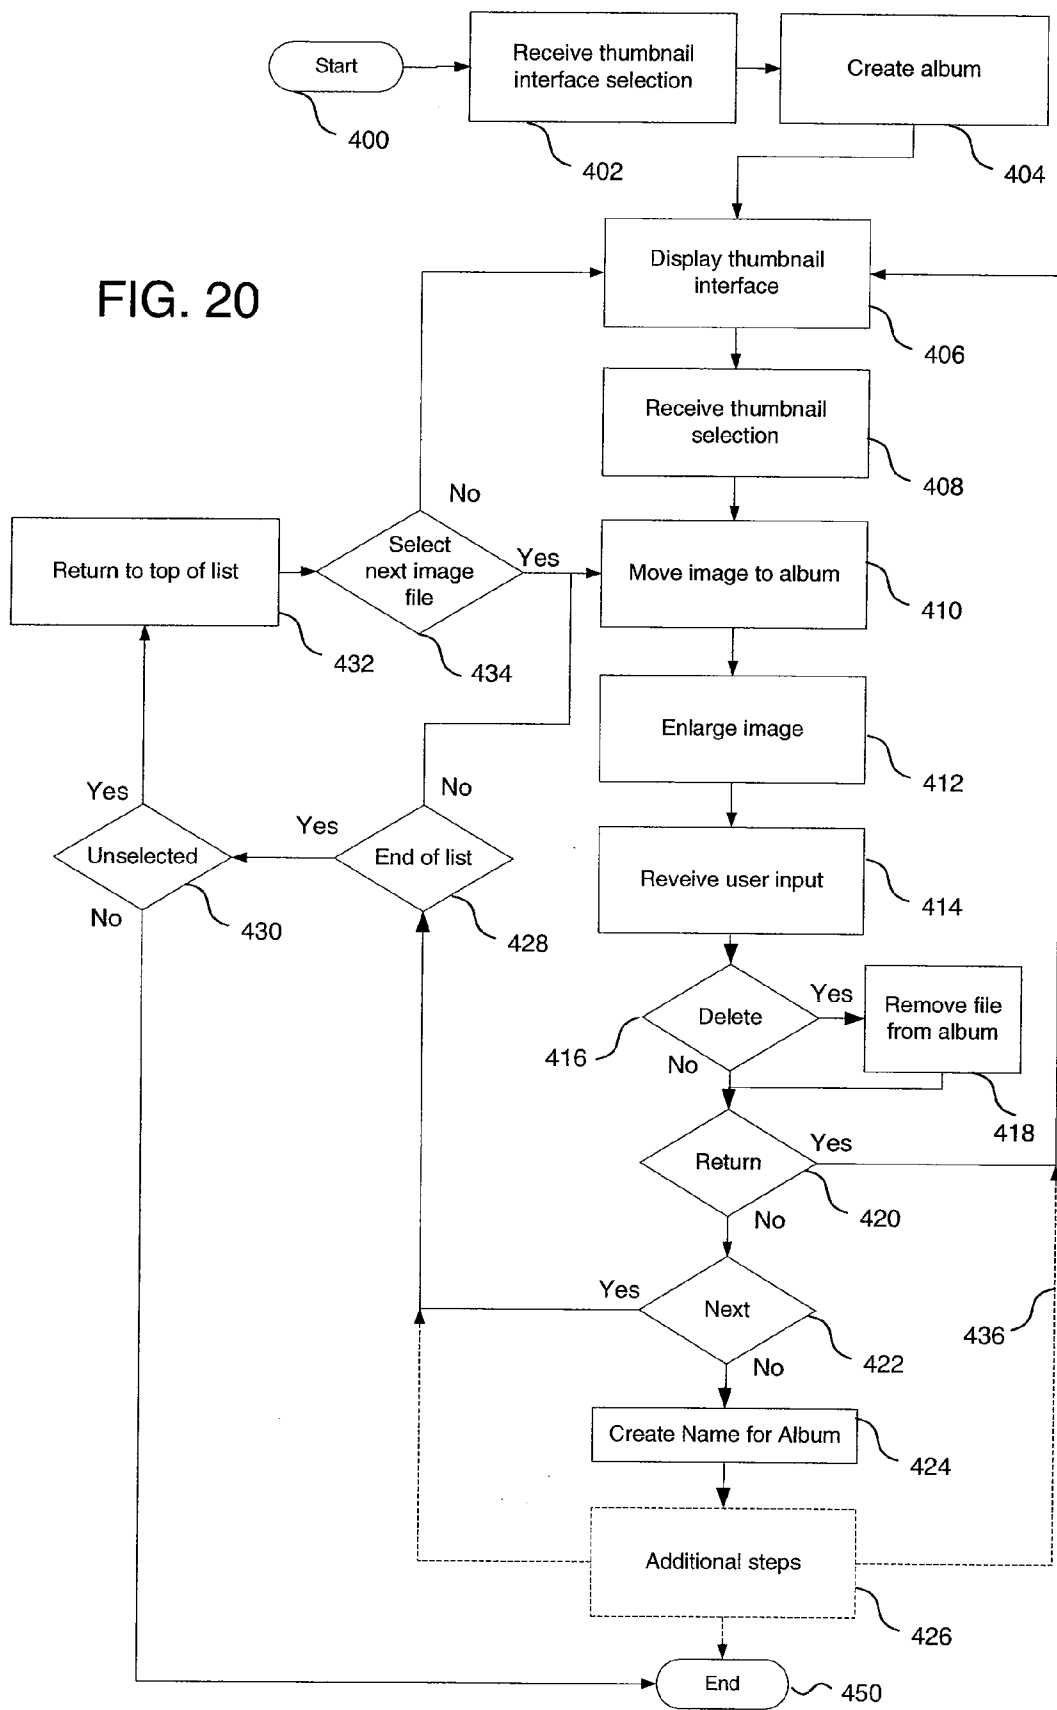 Start
400
Receive thumbnail
interface selection
402
Create album
404
FIG. 20
Display thumbnail
interface
406
Receive thumbnail
selection
408
No
Return to top of list
432
Select
next image
file
434
Yes
Move image to album
410
Enlarge image
412
Yes
Unselected
No
430
Yes
No
End of list
428
Reveive user input
414
Delete
416
Yes
No
Remove file
from album
418
Return
Yes
420
No
Yes
Next
422
436
No
Create Name for Album
424
Additional steps
426
End
450